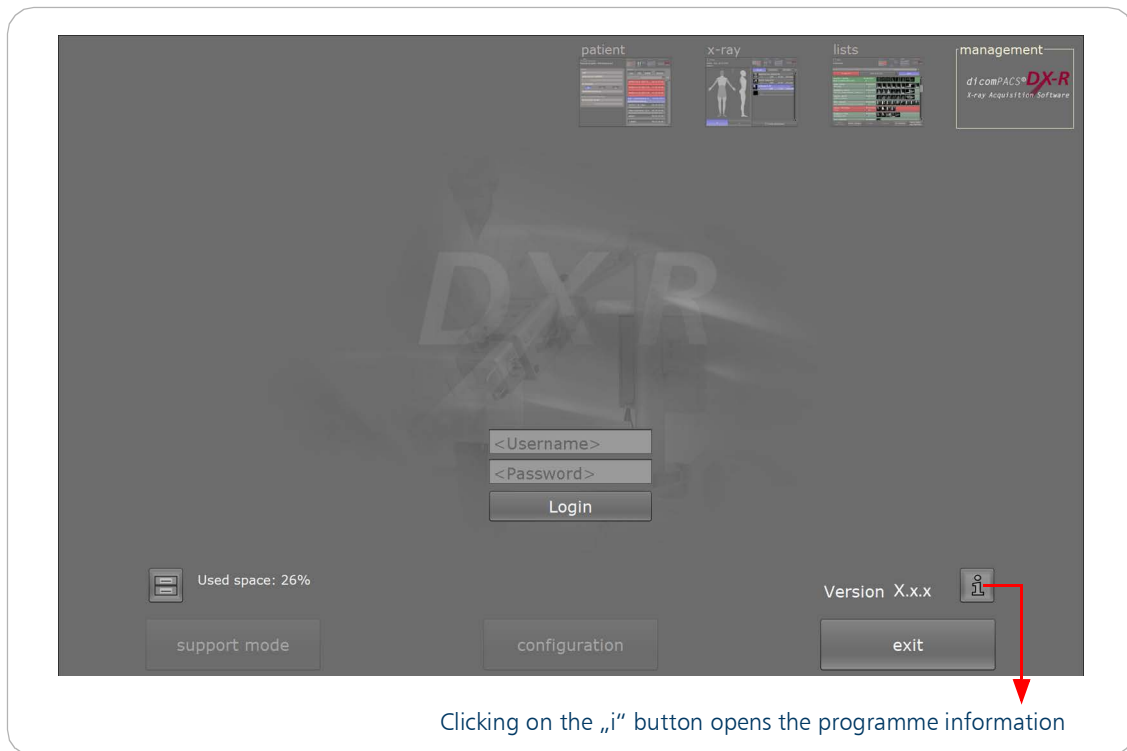 patient x-ray lists management
dicomPACS® DX-R
X-ray Acquisition Software
DX-R
<Username>
<Password>
Login
Used space: 26%
Version X.x.x i
support mode configuration exit
Clicking on the „i“ button opens the programme information